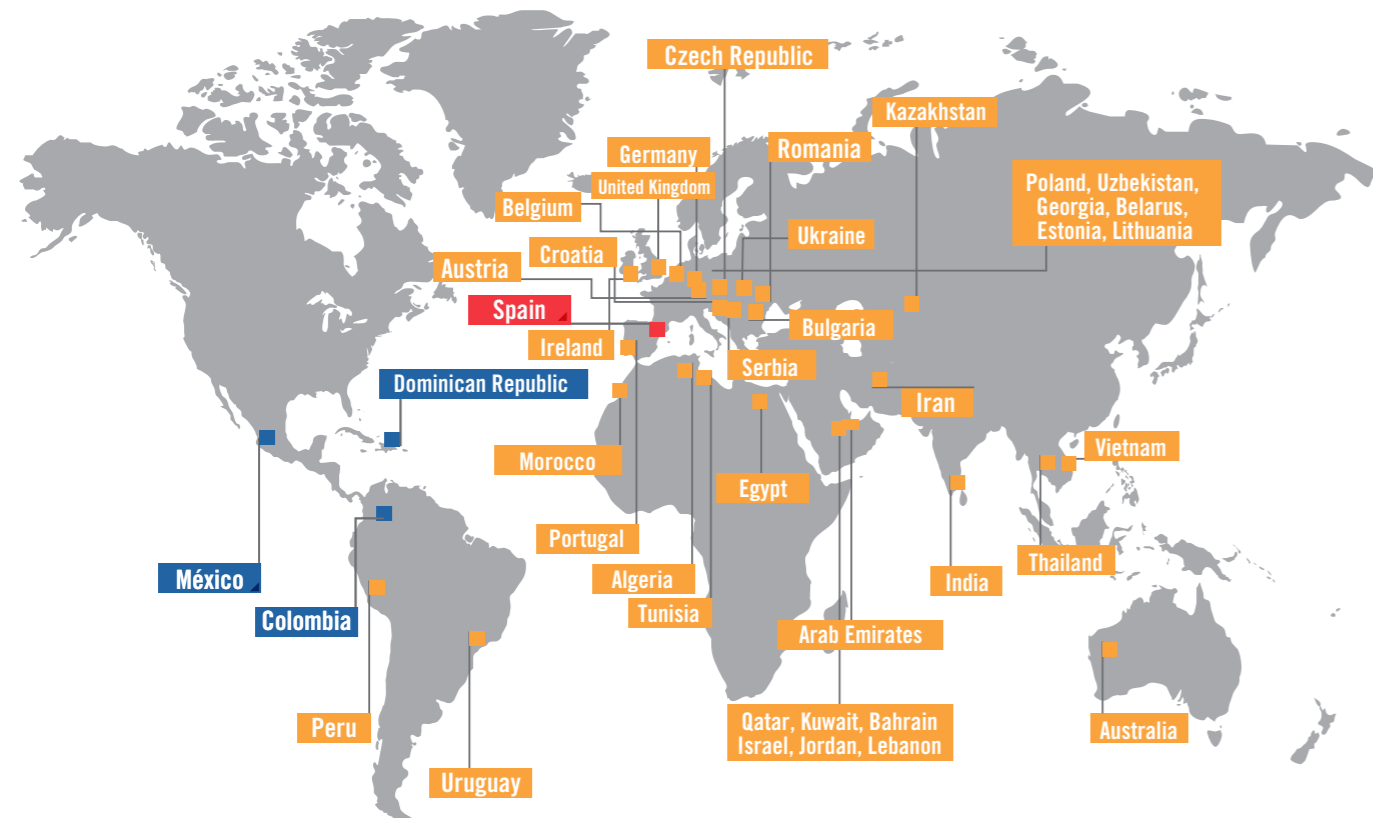 Czech Republic
Kazakhstan
Germany
Romania
United Kingdom
Poland, Uzbekistan,
Georgia, Belarus,
Estonia, Lithuania
Belgium
Ukraine
Croatia
Austria
Spain
Bulgaria
Ireland
Serbia
Dominican Republic
Iran
Vietnam
Morocco
Egypt
Portugal
Thailand
México
Algeria
India
Colombia
Tunisia
Arab Emirates
Peru
Qatar, Kuwait, Bahrain
Israel, Jordan, Lebanon
Australia
Uruguay